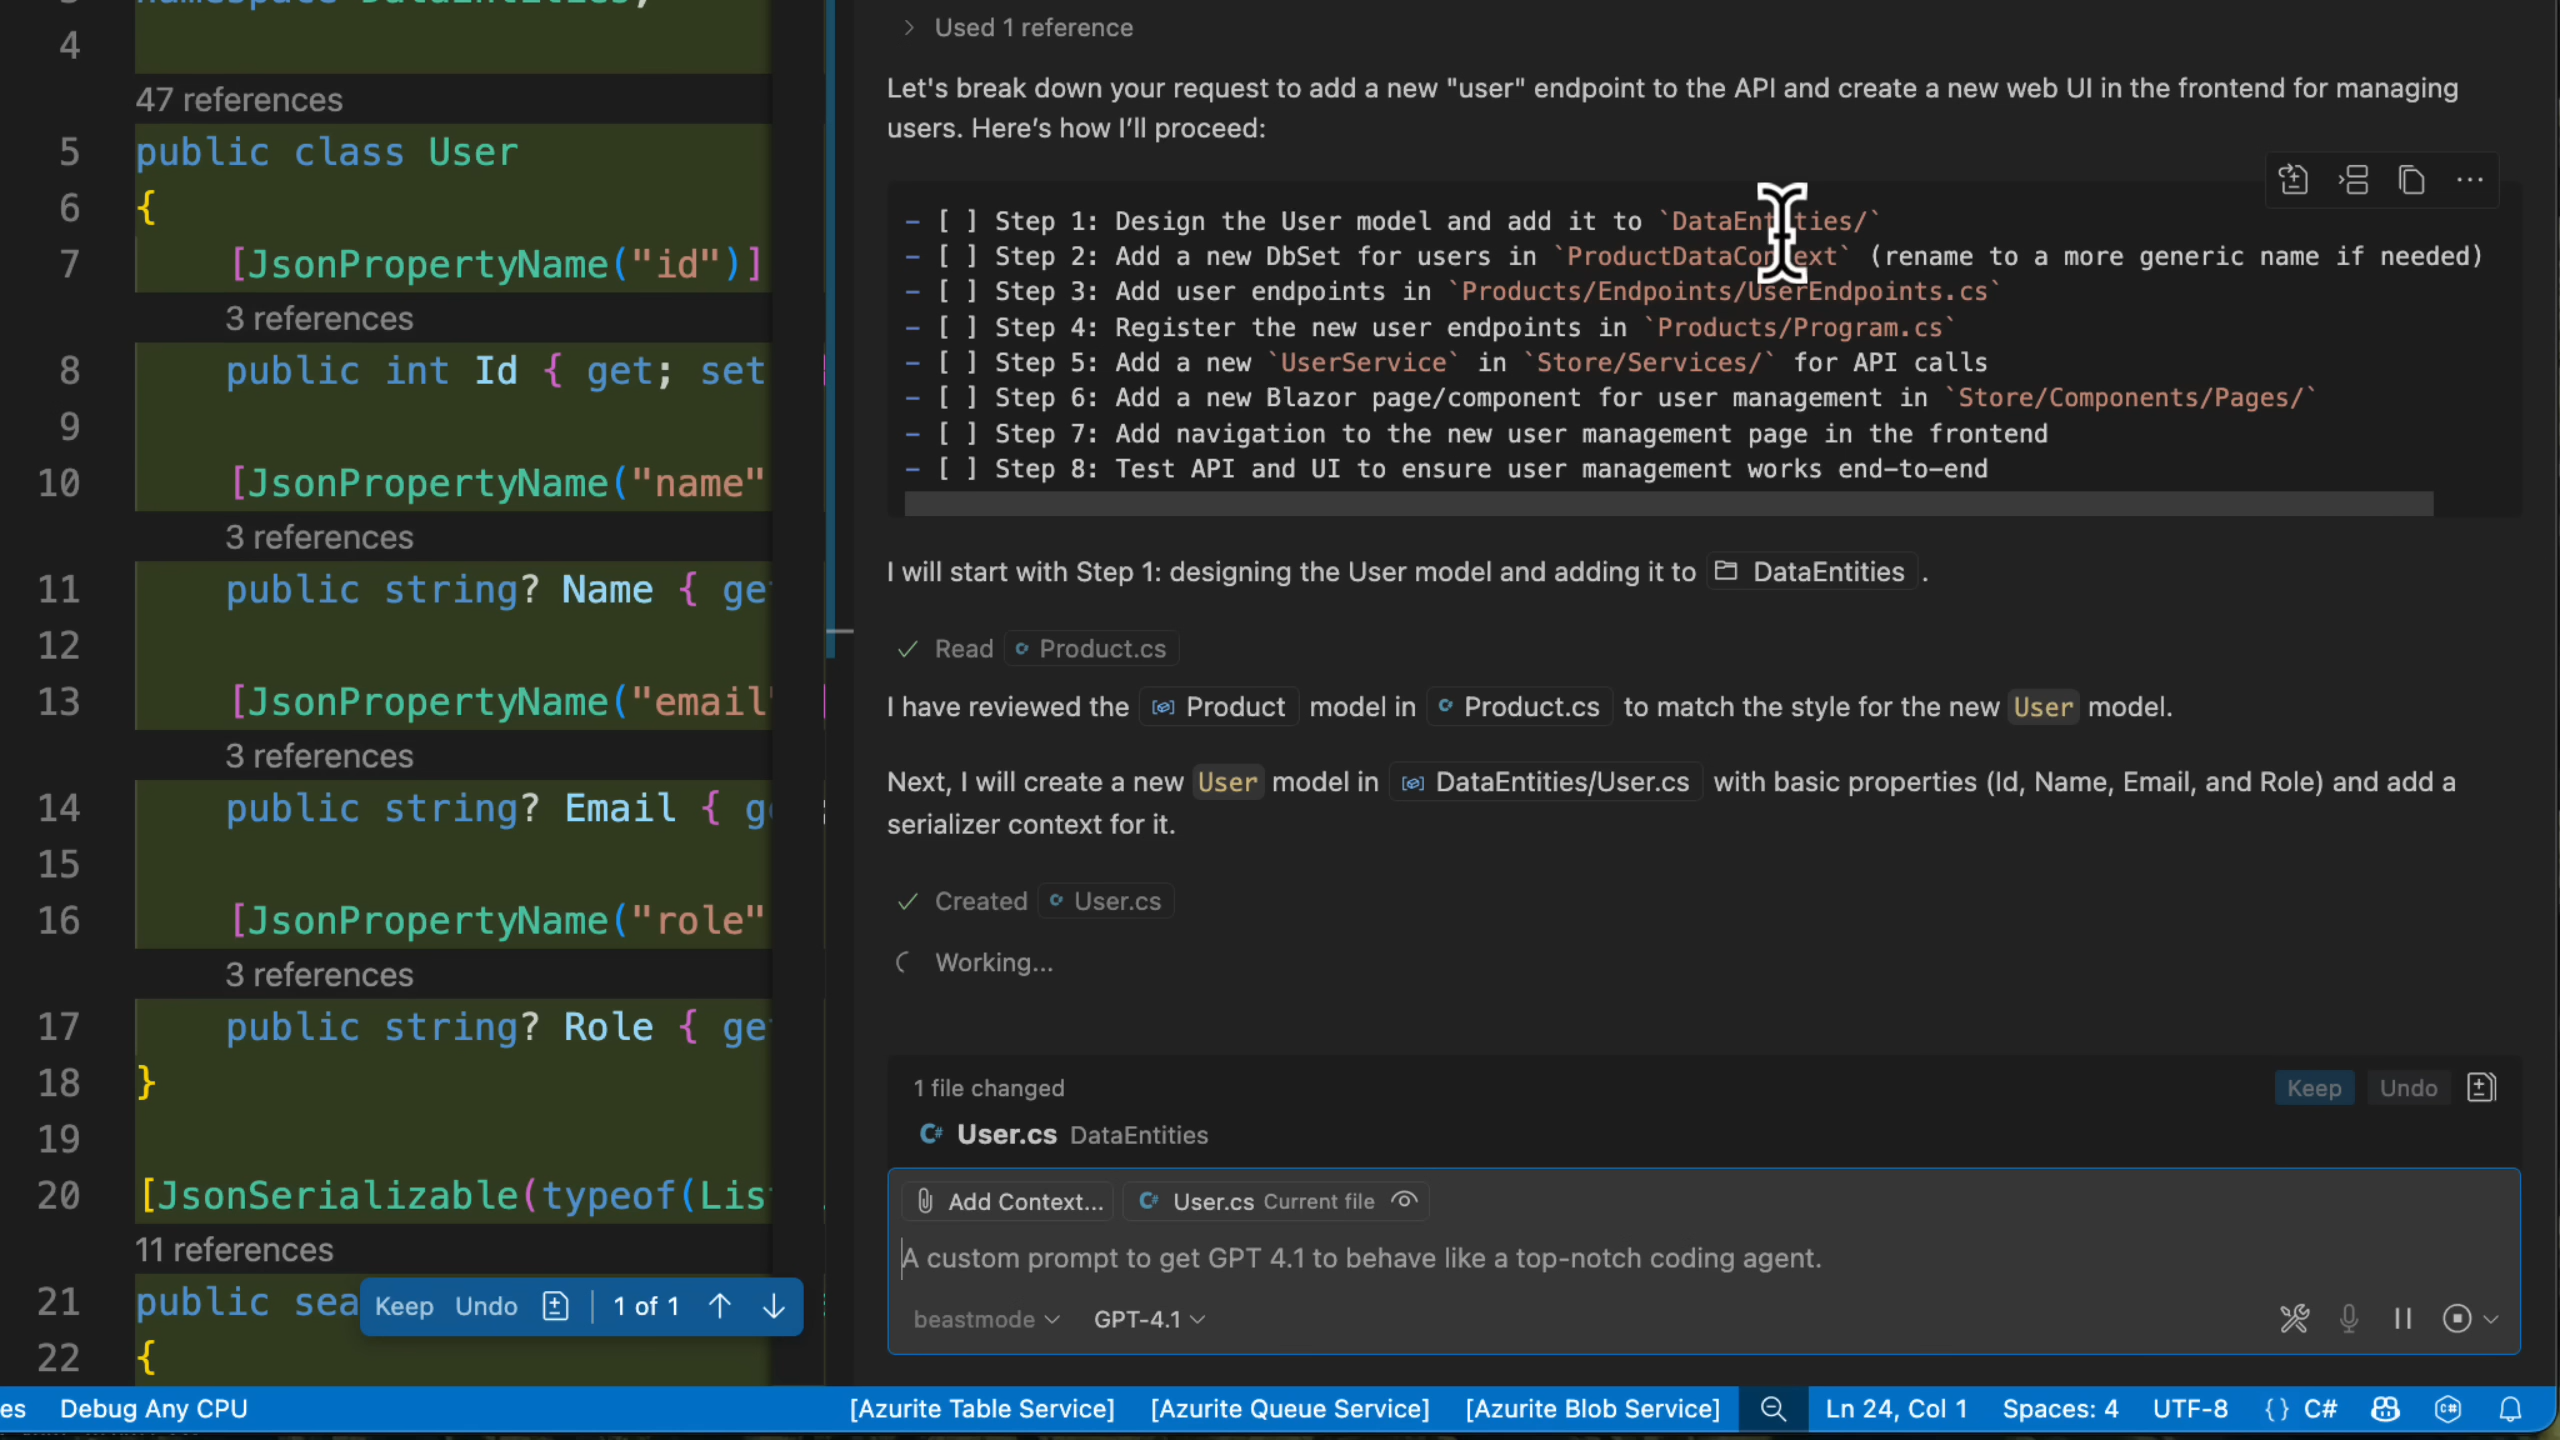 3 namespace DataEntities;
4
47 references
5 public class User
6 {
7 [JsonPropertyName("id")]
3 references
8 public int Id { get; set
9
10 [JsonPropertyName("name"
3 references
11 public string? Name { ge
12
13 [JsonPropertyName("email"
3 references
14 public string? Email { g
15
16 [JsonPropertyName("role"
3 references
17 public string? Role { ge
18 }
19
20 [JsonSerializable(typeof(Lis
11 references
21 public sea
22 {
Keep Undo 1 of 1
Used 1 reference
Let's break down your request to add a new "user" endpoint to the API and create a new web UI in the frontend for managing
users. Here’s how I’ll proceed:
- [ ] Step 1: Design the User model and add it to `DataEntities/`
- [ ] Step 2: Add a new DbSet for users in `ProductDataContext` (rename to a more generic name if needed)
- [ ] Step 3: Add user endpoints in `Products/Endpoints/UserEndpoints.cs`
- [ ] Step 4: Register the new user endpoints in `Products/Program.cs`
- [ ] Step 5: Add a new `UserService` in `Store/Services/` for API calls
- [ ] Step 6: Add a new Blazor page/component for user management in `Store/Components/Pages/`
- [ ] Step 7: Add navigation to the new user management page in the frontend
- [ ] Step 8: Test API and UI to ensure user management works end-to-end
I will start with Step 1: designing the User model and adding it to DataEntities .
Read Product.cs
I have reviewed the Product model in Product.cs to match the style for the new User model.
Next, I will create a new User model in DataEntities/User.cs with basic properties (Id, Name, Email, and Role) and add a
serializer context for it.
Created User.cs
Working...
1 file changed
Keep Undo
C# User.cs DataEntities
Add Context... C# User.cs Current file
A custom prompt to get GPT 4.1 to behave like a top-notch coding agent.
beastmode GPT-4.1
es Debug Any CPU [Azurite Table Service] [Azurite Queue Service] [Azurite Blob Service] Ln 24, Col 1 Spaces: 4 UTF-8 {} C#